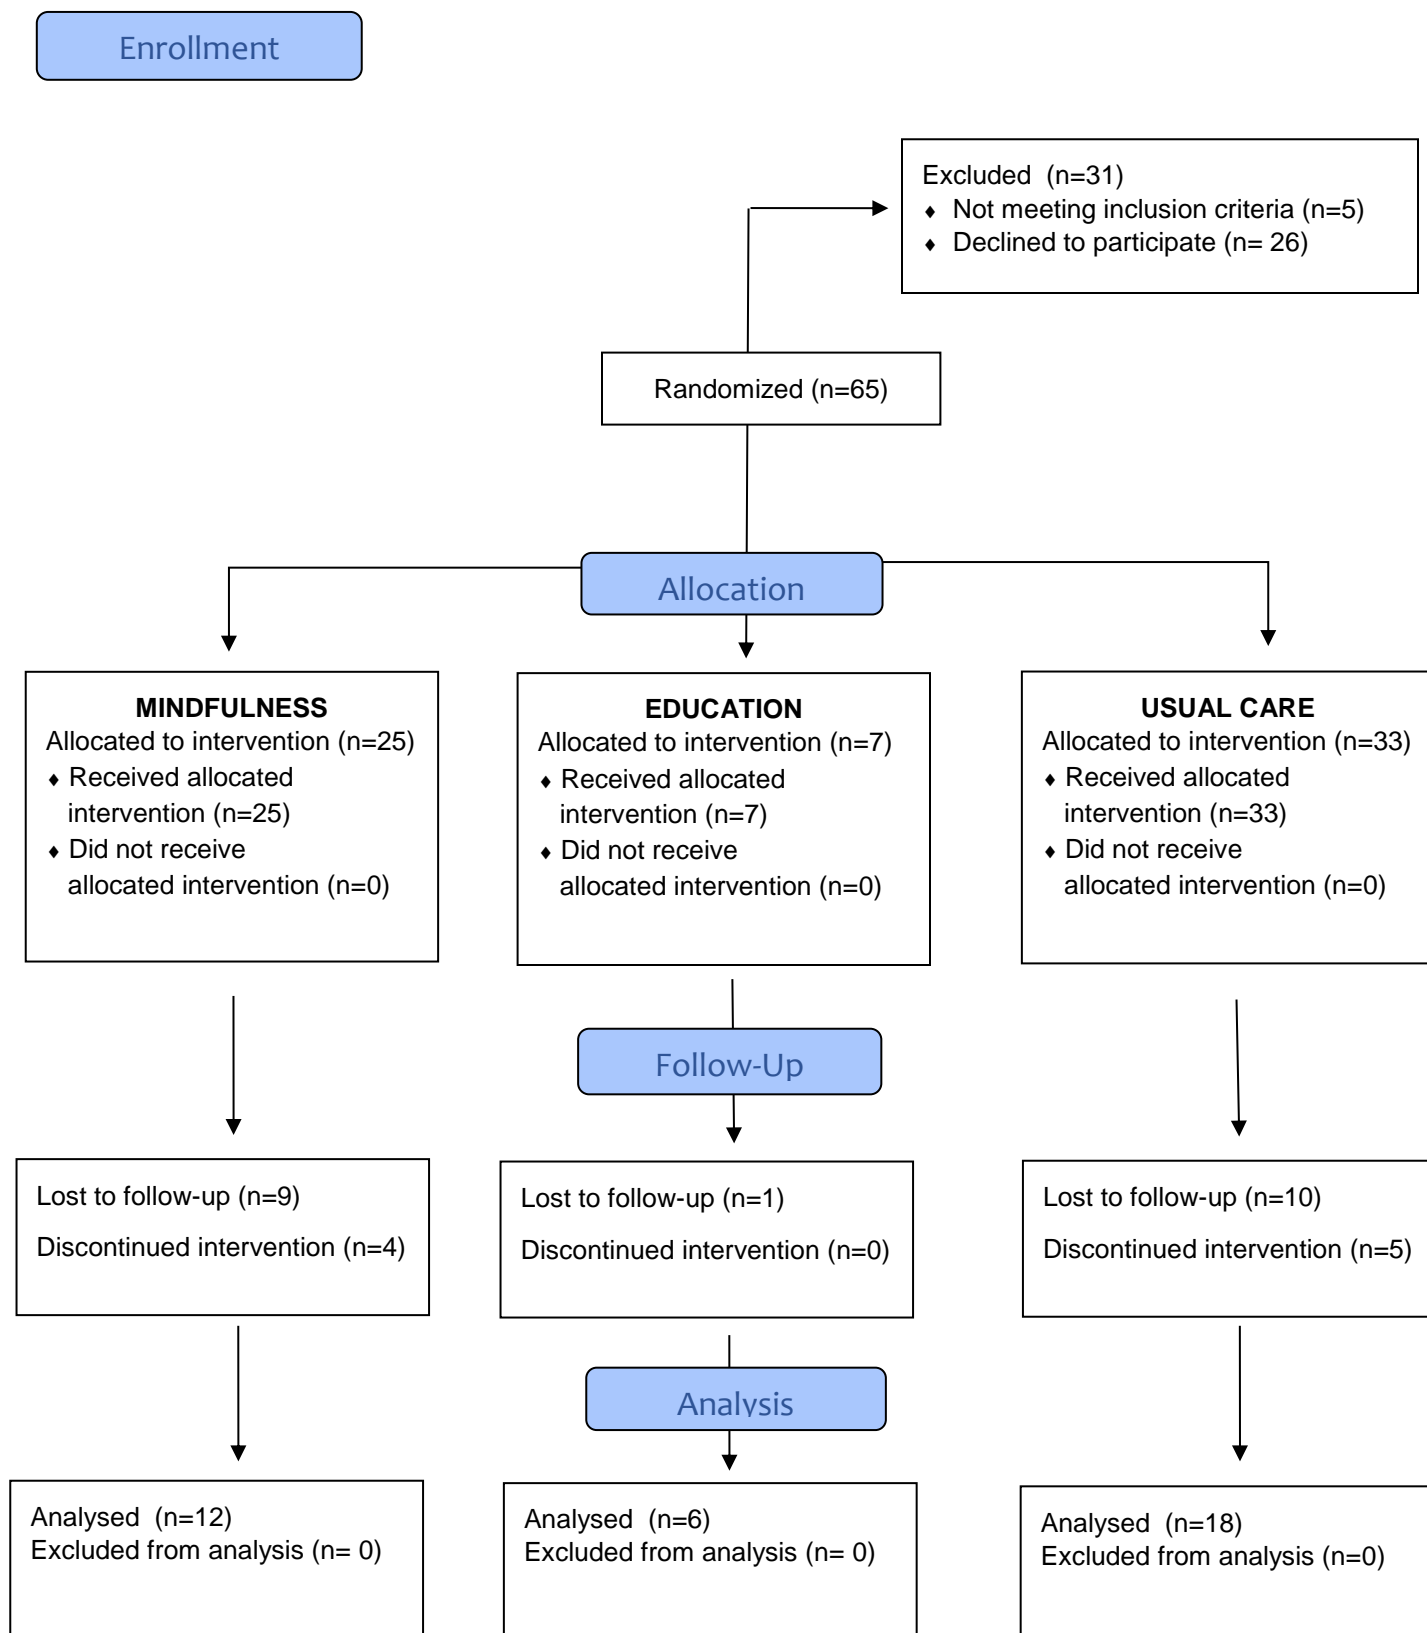 Enrollment
Excluded  (n=31)
♦ Not meeting inclusion criteria (n=5)
♦ Declined to participate (n= 26)
Randomized (n=65)
Allocation
MINDFULNESS
Allocated to intervention (n=25)
♦ Received allocated
intervention (n=25)
♦ Did not receive
allocated intervention (n=0)
EDUCATION
Allocated to intervention (n=7)
♦ Received allocated
intervention (n=7)
♦ Did not receive
allocated intervention (n=0)
USUAL CARE
Allocated to intervention (n=33)
♦ Received allocated
intervention (n=33)
♦ Did not receive
allocated intervention (n=0)
Follow-Up
Lost to follow-up (n=9)
Discontinued intervention (n=4)
Lost to follow-up (n=1)
Discontinued intervention (n=0)
Lost to follow-up (n=10)
Discontinued intervention (n=5)
Analysis
Analysed  (n=12)
Excluded from analysis (n= 0)
Analysed  (n=6)
Excluded from analysis (n= 0)
Analysed  (n=18)
Excluded from analysis (n=0)